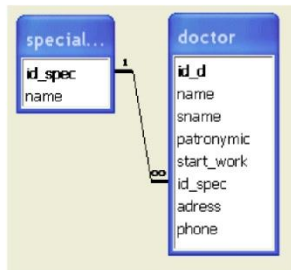 special...
id_spec
name
1
∞
doctor
id_d
name
sname
patronymic
start_work
id_spec
adress
phone